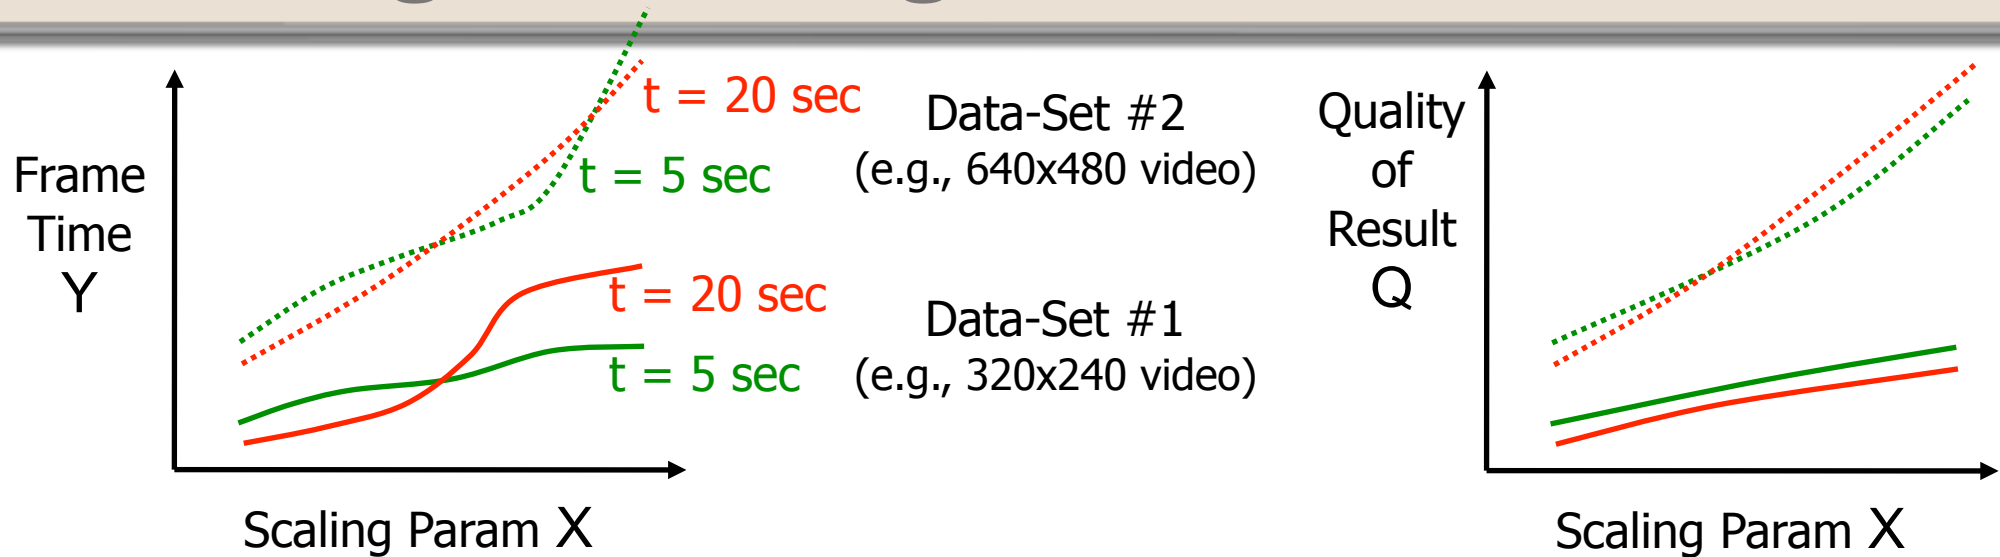 Frame
Time
Y
t = 20 sec
t = 5 sec
Data-Set #2
(e.g., 640x480 video)
t = 20 sec
t = 5 sec
Data-Set #1
(e.g., 320x240 video)
Scaling Param X
Quality
of
Result
Q
Scaling Param X